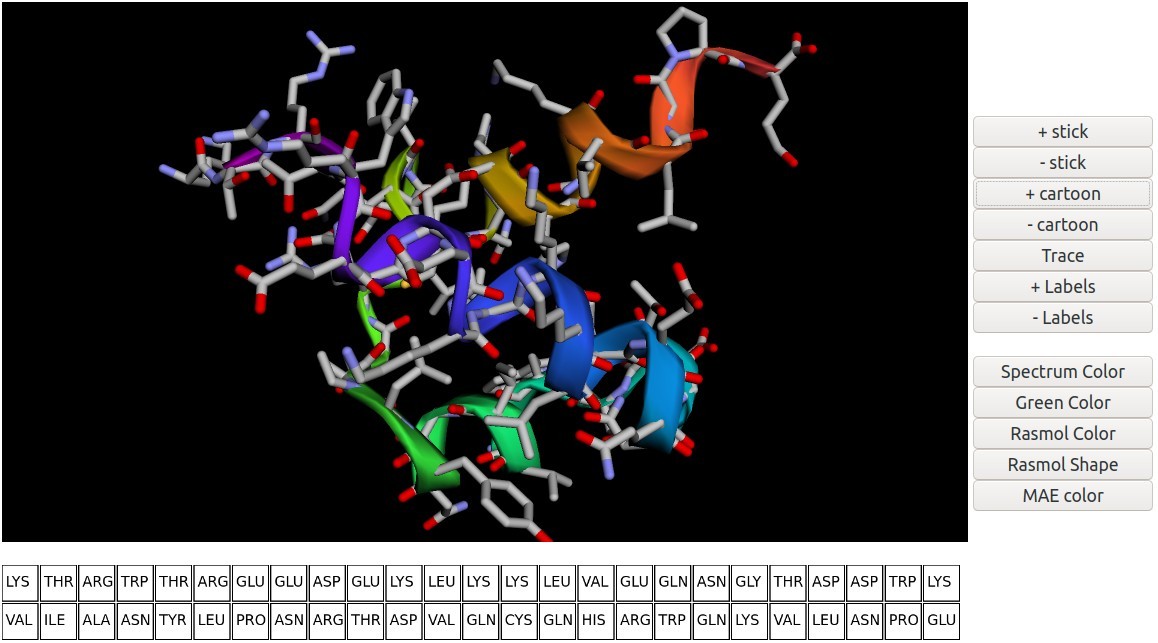 + stick
- stick
+ cartoon
- cartoon
Trace
+ Labels
- Labels
Spectrum Color
Green Color
Rasmol Color
Rasmol Shape
MAE color
LYS THR ARG TRP THR ARG GLU GLU ASP GLU LYS LEU LYS LYS LEU VAL GLU GLN ASN GLY THR ASP ASP TRP LYS
VAL ILE ALA ASN TYR LEU PRO ASN ARG THR ASP VAL GLN CYS GLN HIS ARG TRP GLN LYS VAL LEU ASN PRO GLU